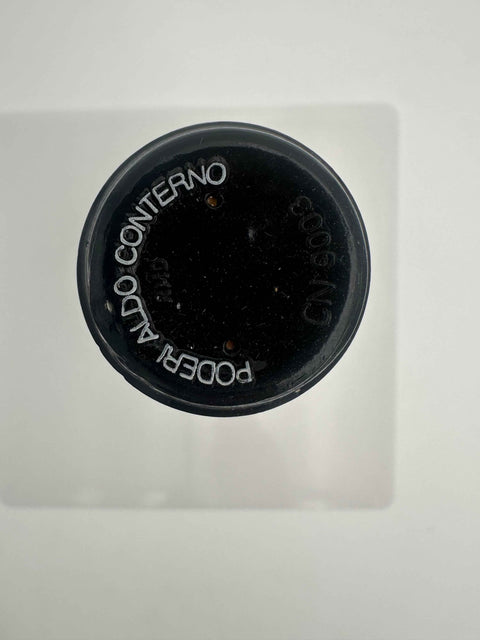 PODERI ALDO CONTERNO
CN 6003